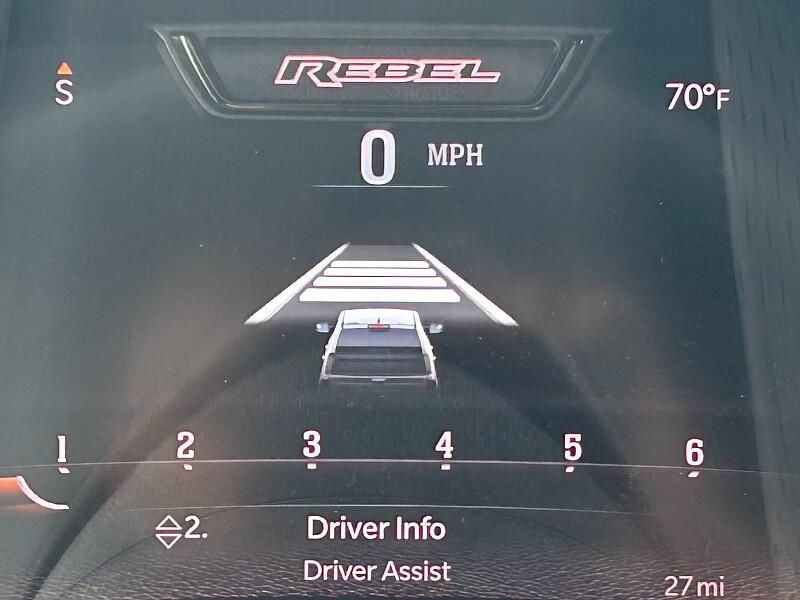 REBEL
S
70°F
0 MPH
1 2 3 4 5 6
2. Driver Info
Driver Assist
27 mi